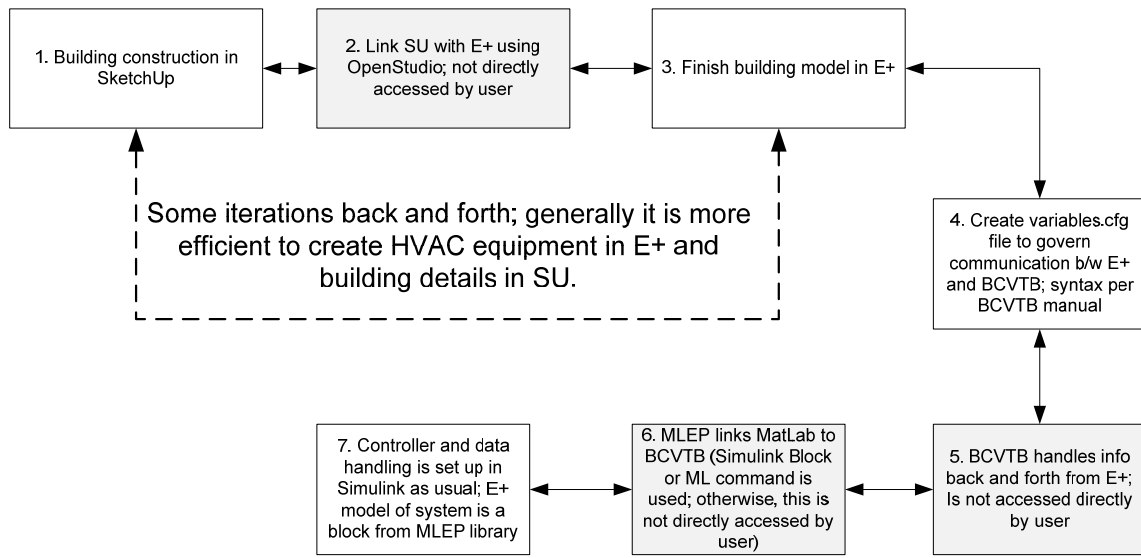 1. Building construction in
SketchUp
2. Link SU with E+ using
OpenStudio; not directly
accessed by user
3. Finish building model in E+
Some iterations back and forth; generally it is more
efficient to create HVAC equipment in E+ and
building details in SU.
4. Create variables.cfg
file to govern
communication b/w E+
and BCVTB; syntax per
BCVTB manual
7. Controller and data
handling is set up in
Simulink as usual; E+
model of system is a
block from MLEP library
6. MLEP links MatLab to
BCVTB (Simulink Block
or ML command is
used; otherwise, this is
not directly accessed by
user)
5. BCVTB handles info
back and forth from E+;
Is not accessed directly
by user